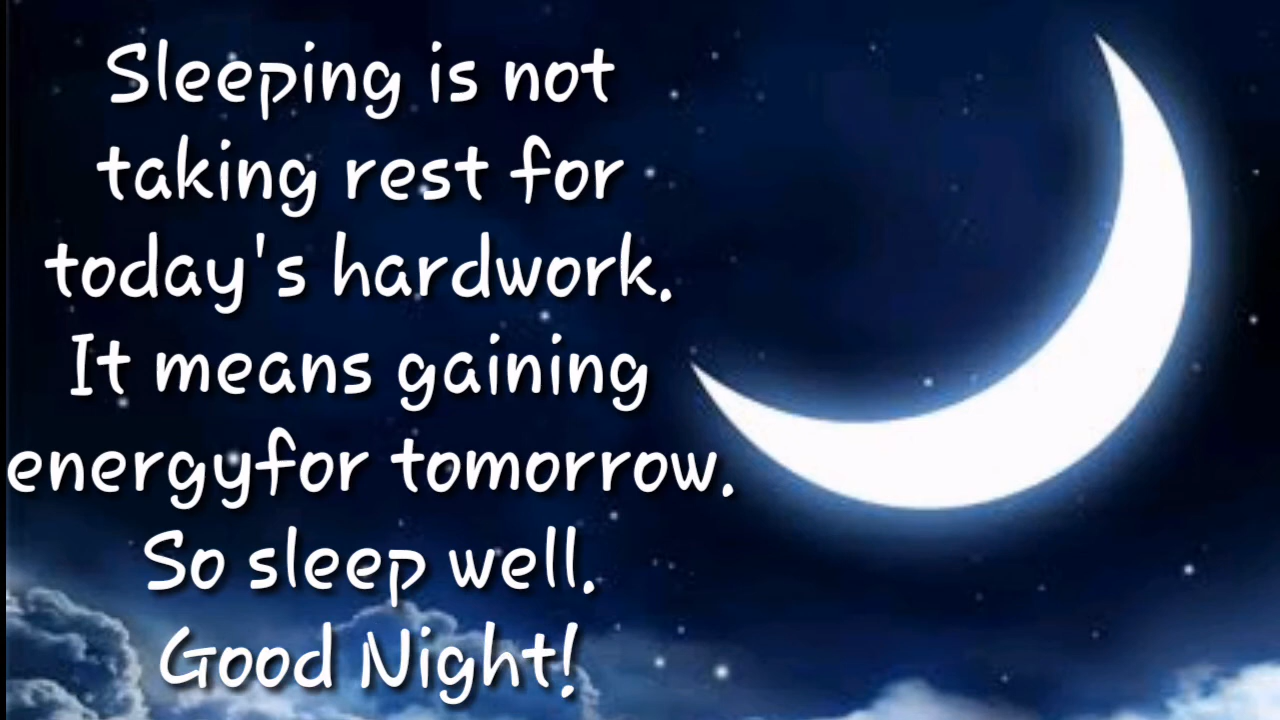 Sleeping is not
taking rest for
today's hardwork.
It means gaining
energyfor tomorrow.
So sleep well.
Good Night!